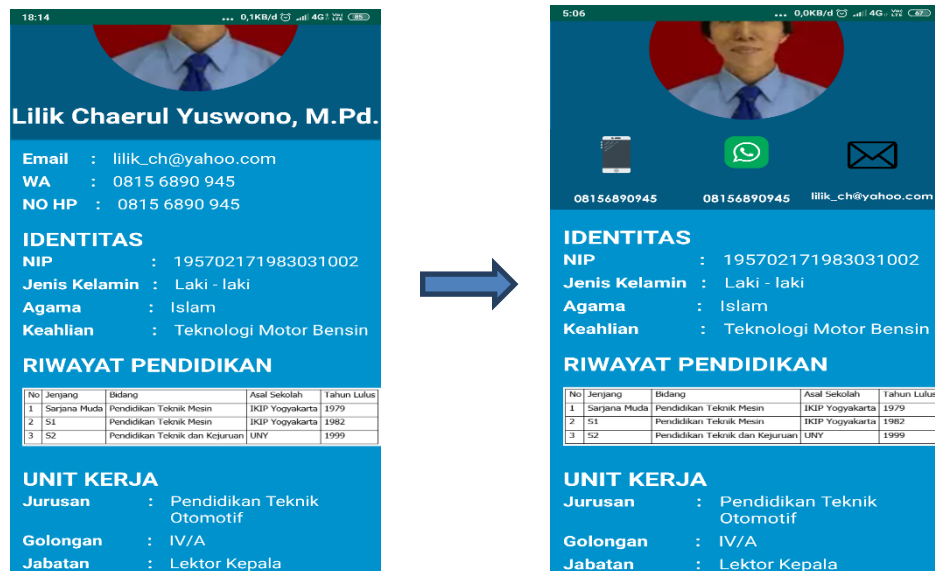 18:14 ... 0,1KB/d 4G 85
Lilik Chaerul Yuswono, M.Pd.
Email : lilik_ch@yahoo.com
WA : 0815 6890 945
NO HP : 0815 6890 945
IDENTITAS
NIP : 195702171983031002
Jenis Kelamin : Laki - laki
Agama : Islam
Keahlian : Teknologi Motor Bensin
RIWAYAT PENDIDIKAN
No Jenjang Bidang Asal Sekolah Tahun Lulus
1 Sarjana Muda Pendidikan Teknik Mesin IKIP Yogyakarta 1979
2 S1 Pendidikan Teknik Mesin IKIP Yogyakarta 1982
3 S2 Pendidikan Teknik dan Kejuruan UNY 1999
UNIT KERJA
Jurusan : Pendidikan Teknik
Otomotif
Golongan : IV/A
Jabatan : Lektor Kepala
5:06 ... 0,0KB/d 4G 67
08156890945 08156890945 lilik_ch@yahoo.com
IDENTITAS
NIP : 195702171983031002
Jenis Kelamin : Laki - laki
Agama : Islam
Keahlian : Teknologi Motor Bensin
RIWAYAT PENDIDIKAN
No Jenjang Bidang Asal Sekolah Tahun Lulus
1 Sarjana Muda Pendidikan Teknik Mesin IKIP Yogyakarta 1979
2 S1 Pendidikan Teknik Mesin IKIP Yogyakarta 1982
3 S2 Pendidikan Teknik dan Kejuruan UNY 1999
UNIT KERJA
Jurusan : Pendidikan Teknik
Otomotif
Golongan : IV/A
Jabatan : Lektor Kepala